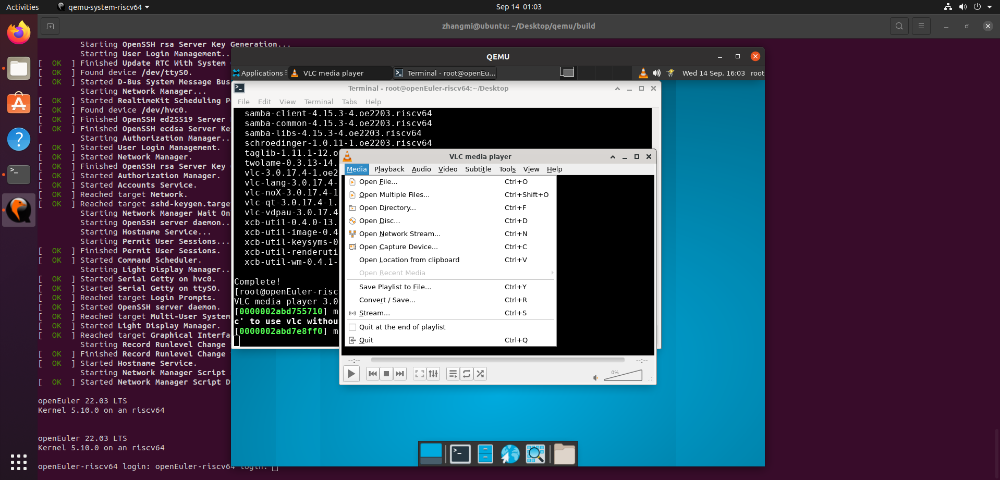 Activities
qemu-system-riscv64
Sep 14 01:03
zhangmi@ubuntu: ~/Desktop/qemu/build
Starting OpenSSH rsa Server Key Generation...
Starting User Login Management..
[ OK ] Finished Update RTC With System
[ OK ] Found device /dev/ttyS0.
[ OK ] Started D-Bus System Message Bus
Starting Network Manager...
[ OK ] Started RealtimeKit Scheduling P
[ OK ] Found device /dev/hvc0.
[ OK ] Finished OpenSSH ed25519 Server
[ OK ] Finished OpenSSH ecdsa Server Ke
Starting Authorization Manager..
[ OK ] Started User Login Management.
[ OK ] Started Network Manager.
[ OK ] Finished OpenSSH rsa Server Key
[ OK ] Started Authorization Manager.
[ OK ] Started Accounts Service.
[ OK ] Reached target Network.
[ OK ] Reached target sshd-keygen.targe
Starting Network Manager Wait On
Starting OpenSSH server daemon..
Starting Hostname Service...
Starting Permit User Sessions...
[ OK ] Finished Permit User Sessions.
[ OK ] Started Command Scheduler.
Starting Light Display Manager..
[ OK ] Started Serial Getty on hvc0.
[ OK ] Started Serial Getty on ttyS0.
[ OK ] Reached target Login Prompts.
[ OK ] Started OpenSSH server daemon.
[ OK ] Reached target Multi-User System
[ OK ] Started Light Display Manager.
[ OK ] Reached target Graphical Interfa
Starting Record Runlevel Change
[ OK ] Finished Record Runlevel Change
[ OK ] Started Hostname Service.
Starting Network Manager Script
[ OK ] Started Network Manager Script D
openEuler 22.03 LTS
Kernel 5.10.0 on an riscv64
openEuler 22.03 LTS
Kernel 5.10.0 on an riscv64
openEuler-riscv64 login: openEuler-riscv64 login:
QEMU
Applications
VLC media player
Terminal - root@openEu...
Wed 14 Sep, 16:03
root
Terminal - root@openEuler-riscv64:~/Desktop
File Edit View Terminal Tabs Help
samba-client-4.15.3-4.oe2203.riscv64
samba-common-4.15.3-4.oe2203.riscv64
samba-libs-4.15.3-4.oe2203.riscv64
schroedinger-1.0.11-1.oe2203.riscv64
taglib-1.11.1-12.o
twolame-0.3.13-14.
vlc-3.0.17.4-1.oe2
vlc-lang-3.0.17.4-
vlc-noX-3.0.17.4-1
vlc-qt-3.0.17.4-1.
vlc-vdpau-3.0.17.4
xcb-util-0.4.0-13.
xcb-util-image-0.4
xcb-util-keysyms-0
xcb-util-renderuti
xcb-util-wm-0.4.1-
Complete!
[root@openEuler-risc
VLC media player 3.0
[0000002abd755710] m
c' to use vlc withou
[0000002abd7e8ff0] m
VLC media player
Media Playback Audio Video Subtitle Tools View Help
Open File... Ctrl+O
Open Multiple Files... Ctrl+Shift+O
Open Directory... Ctrl+F
Open Disc... Ctrl+D
Open Network Stream... Ctrl+N
Open Capture Device... Ctrl+C
Open Location from clipboard Ctrl+V
Open Recent Media
Save Playlist to File... Ctrl+Y
Convert / Save... Ctrl+R
Stream... Ctrl+S
Quit at the end of playlist
Quit Ctrl+Q
--:-- --:--
0%